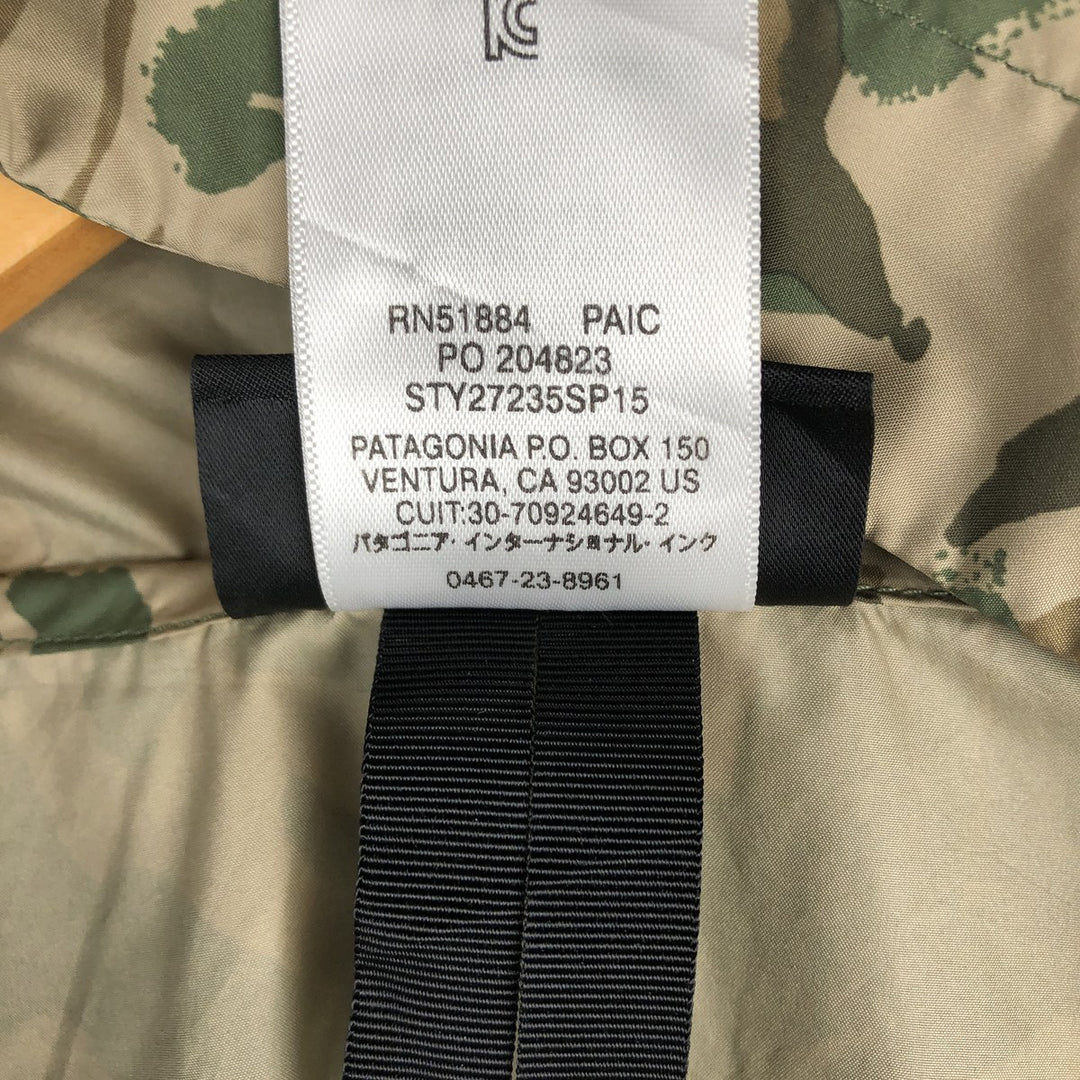 RN51884 PAIC
PO 204823
STY27235SP15
PATAGONIA P.O. BOX 150
VENTURA, CA 93002 US
CUIT:30-70924649-2
パタゴニア・インターナショナル・インク
0467-23-8961